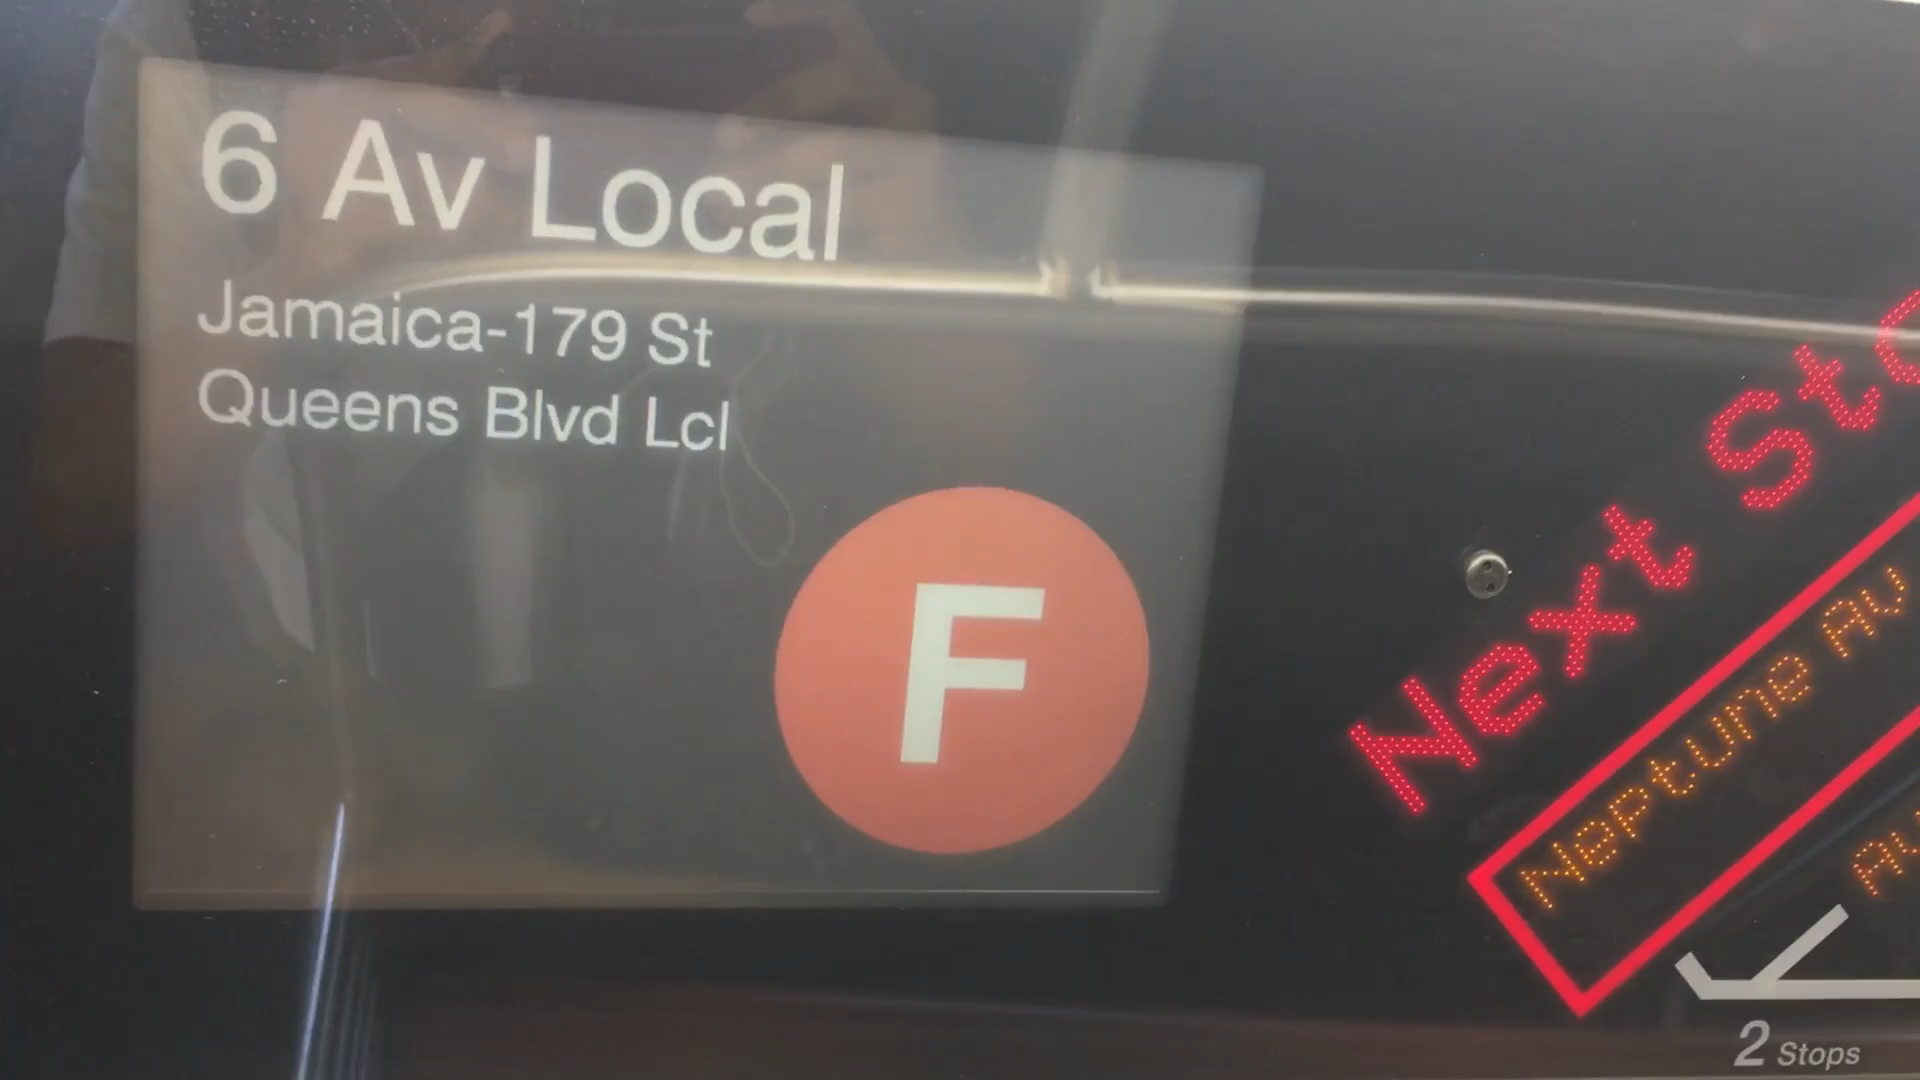 6 Av Local
Jamaica-179 St
Queens Blvd Lcl
F
Next
Neptune Av
2 Stops